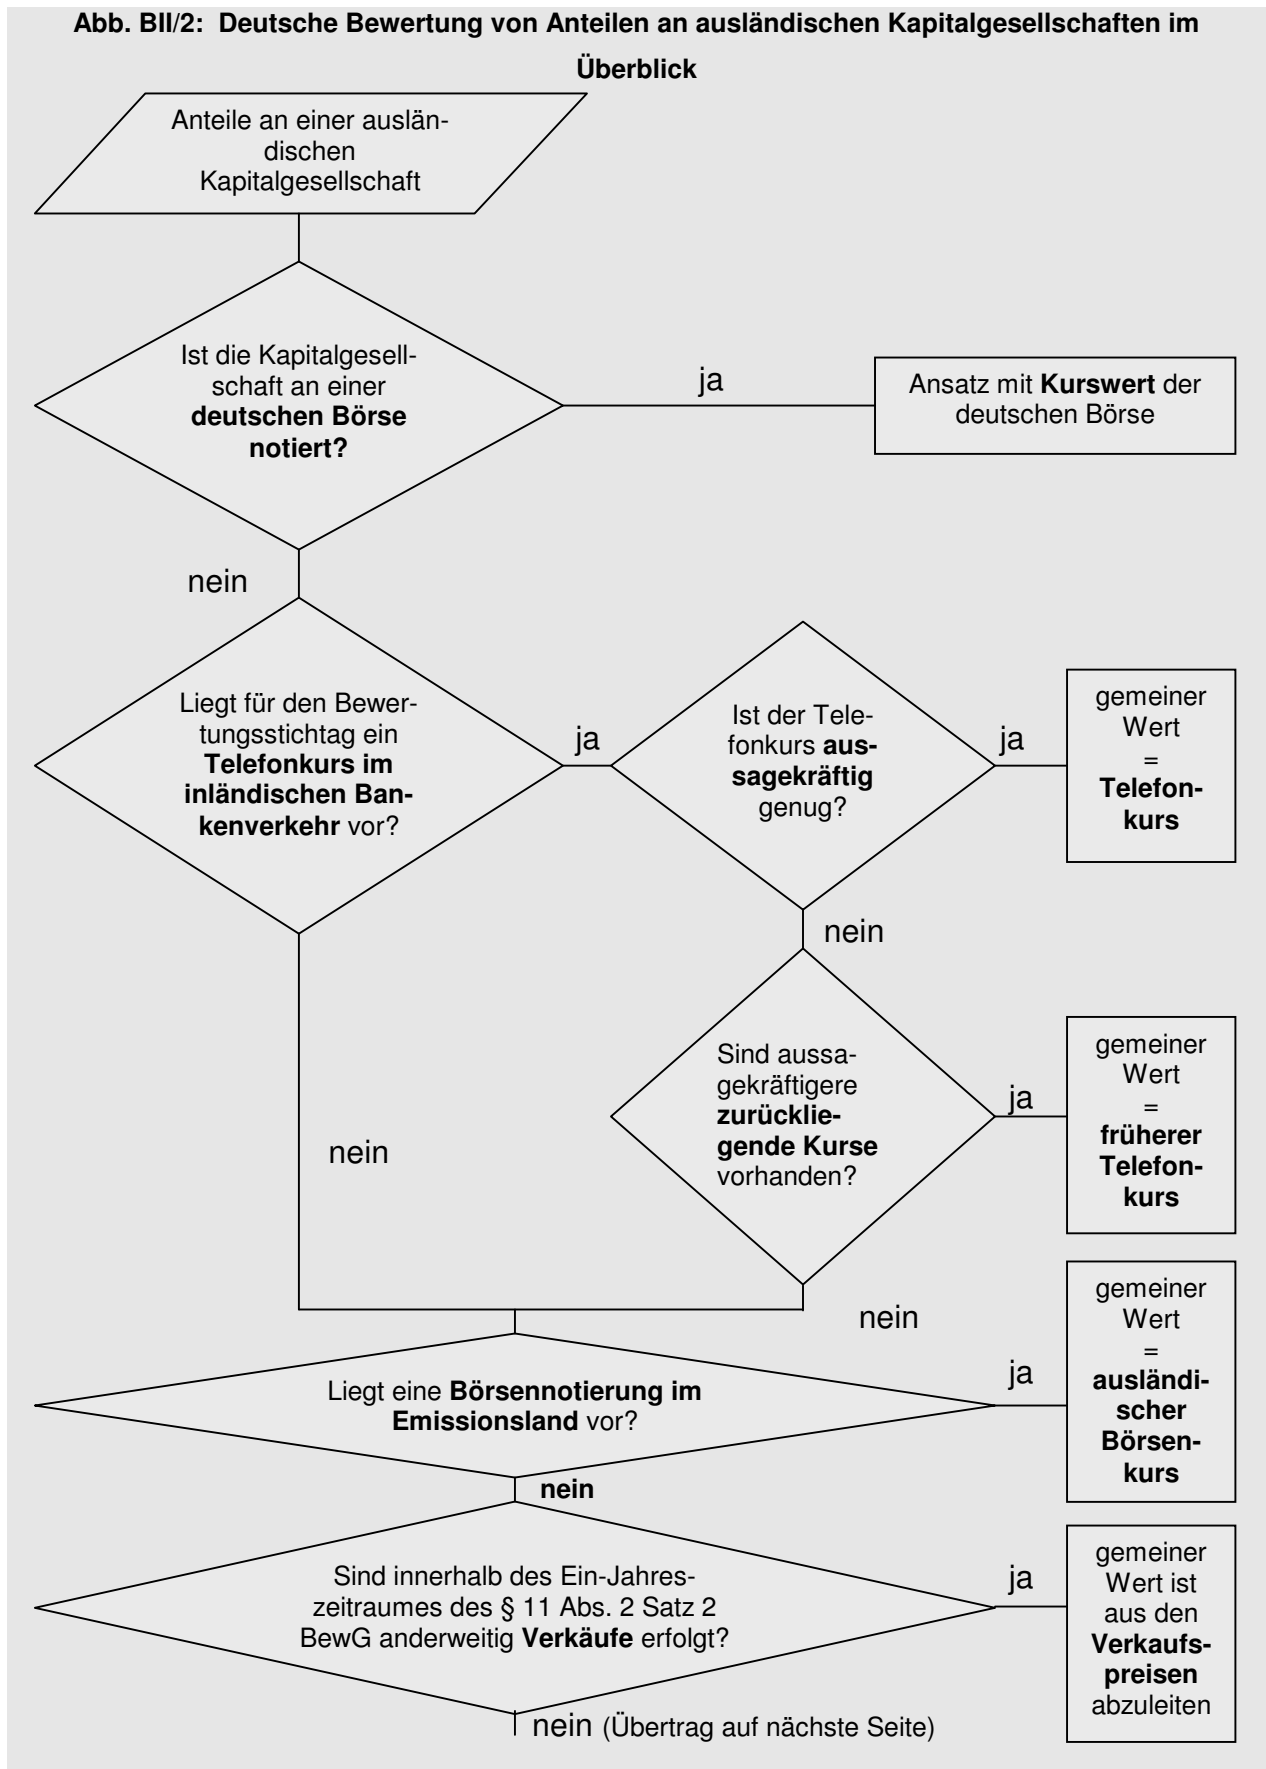 Abb. BII/2: Deutsche Bewertung von Anteilen an ausländischen Kapitalgesellschaften im
Überblick
Anteile an einer auslän-
dischen
Kapitalgesellschaft
Ist die Kapitalgesell-
schaft an einer
deutschen Börse
notiert?
ja
Ansatz mit Kurswert der
deutschen Börse
nein
Liegt für den Bewer-
tungsstichtag ein
Telefonkurs im
inländischen Ban-
kenverkehr vor?
ja
Ist der Tele-
fonkurs aus-
sagekräftig
genug?
ja
gemeiner
Wert
=
Telefon-
kurs
nein
Sind aussa-
gekräftigere
zurücklie-
gende Kurse
vorhanden?
ja
gemeiner
Wert
=
früherer
Telefon-
kurs
nein
nein
Liegt eine Börsennotierung im
Emissionsland vor?
ja
gemeiner
Wert
=
ausländi-
scher
Börsen-
kurs
nein
Sind innerhalb des Ein-Jahres-
zeitraumes des § 11 Abs. 2 Satz 2
BewG anderweitig Verkäufe erfolgt?
ja
gemeiner
Wert ist
aus den
Verkaufs-
preisen
abzuleiten
nein (Übertrag auf nächste Seite)